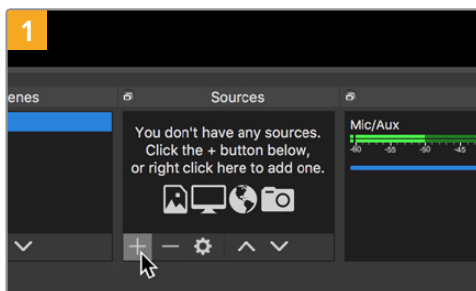 1
enes
Sources
You don't have any sources.
Click the + button below,
or right click here to add one.
Mic/Aux
-60 -55 -50 -45